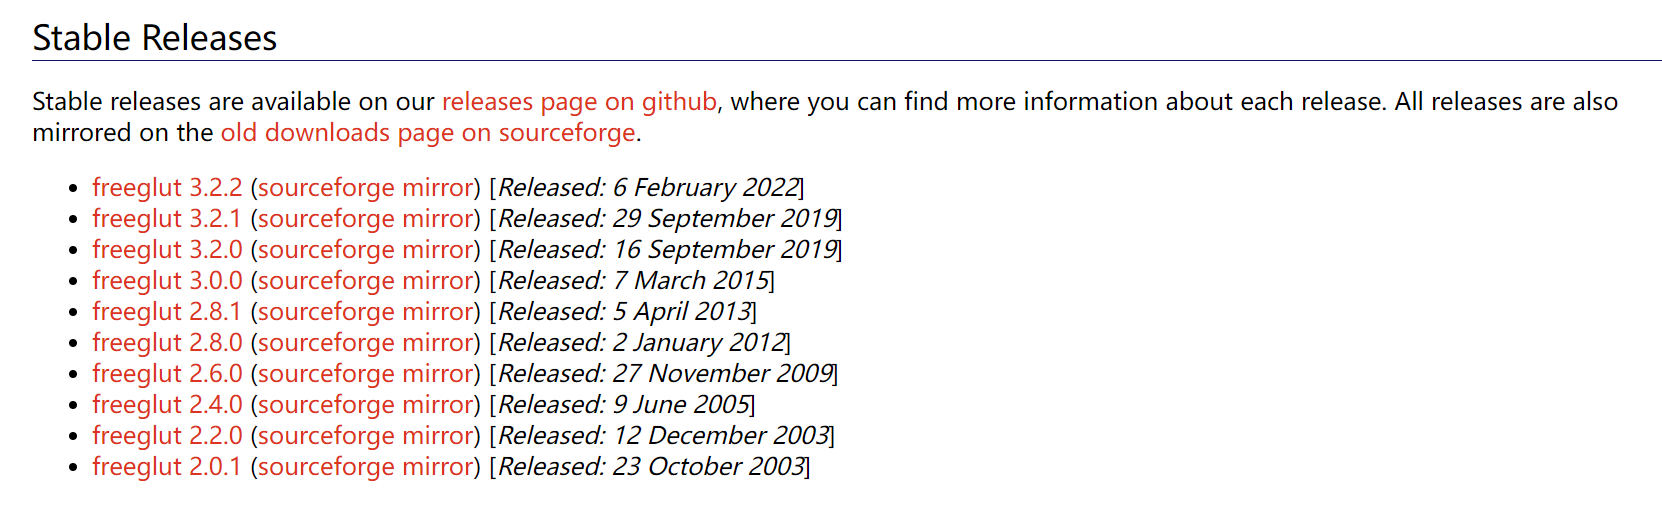 Stable Releases
Stable releases are available on our releases page on github, where you can find more information about each release. All releases are also
mirrored on the old downloads page on sourceforge.
• freeglut 3.2.2 (sourceforge mirror) [Released: 6 February 2022]
• freeglut 3.2.1 (sourceforge mirror) [Released: 29 September 2019]
• freeglut 3.2.0 (sourceforge mirror) [Released: 16 September 2019]
• freeglut 3.0.0 (sourceforge mirror) [Released: 7 March 2015]
• freeglut 2.8.1 (sourceforge mirror) [Released: 5 April 2013]
• freeglut 2.8.0 (sourceforge mirror) [Released: 2 January 2012]
• freeglut 2.6.0 (sourceforge mirror) [Released: 27 November 2009]
• freeglut 2.4.0 (sourceforge mirror) [Released: 9 June 2005]
• freeglut 2.2.0 (sourceforge mirror) [Released: 12 December 2003]
• freeglut 2.0.1 (sourceforge mirror) [Released: 23 October 2003]